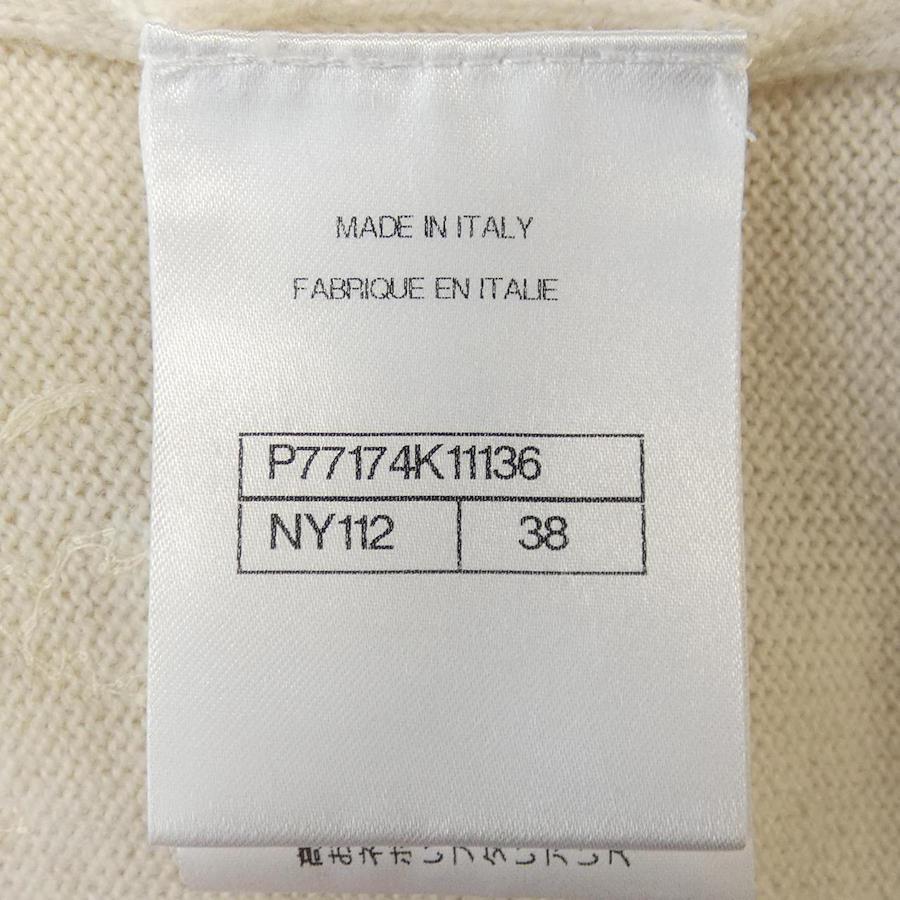 MADE IN ITALY
FABRIQUE EN ITALIE
P77174K11136
NY112 38